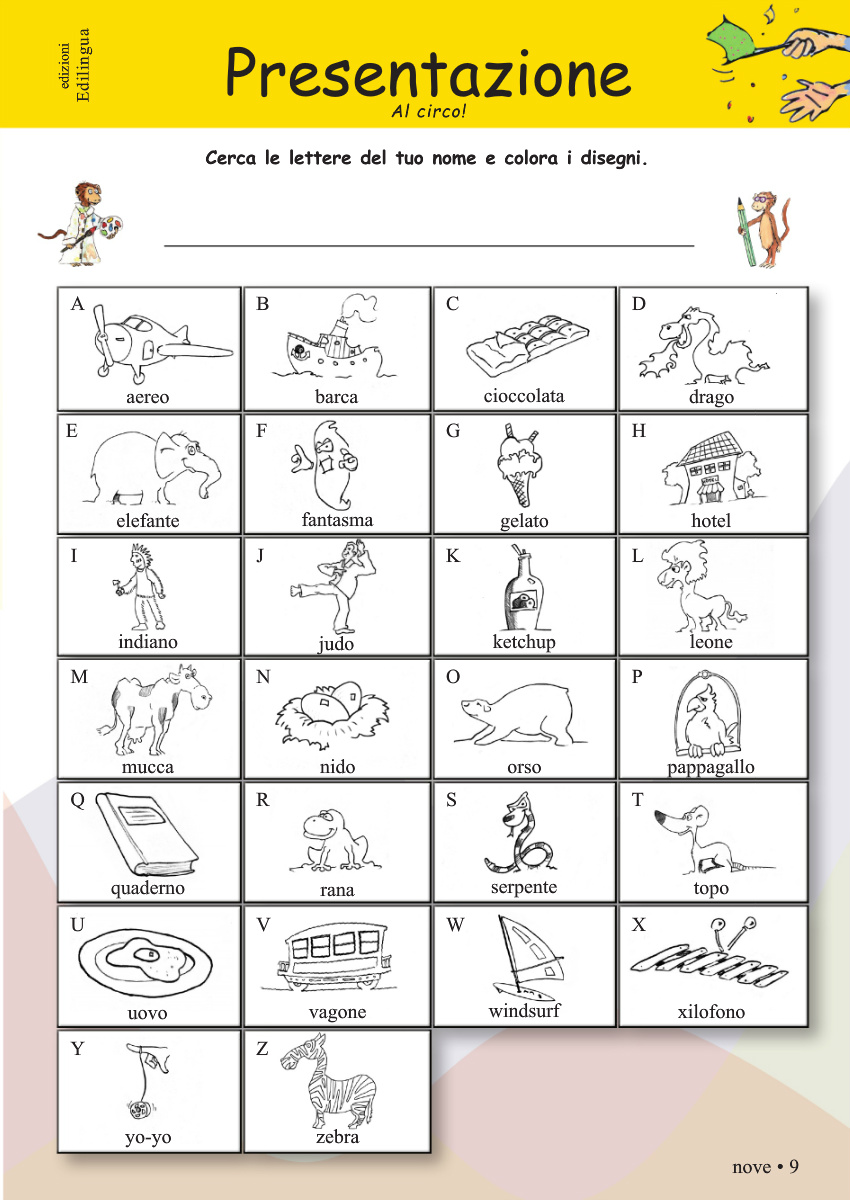 edizioni
Edilingua
Presentazione
Al circo!
Cerca le lettere del tuo nome e colora i disegni.
A
aereo
B
barca
C
cioccolata
D
drago
E
elefante
F
fantasma
G
gelato
H
HOTEL
hotel
I
indiano
J
judo
K
ketchup
L
leone
M
mucca
N
nido
O
orso
P
pappagallo
Q
quaderno
R
rana
S
serpente
T
topo
U
uovo
V
vagone
W
windsurf
X
xilofono
Y
yo-yo
Z
zebra
nove • 9